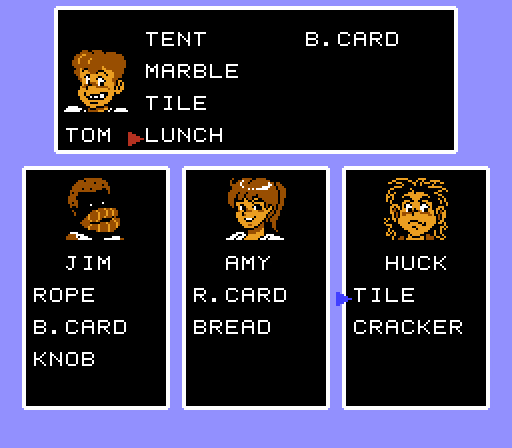 TENT B.CARD
MARBLE
TILE
TOM LUNCH
JIM AMY HUCK
ROPE R.CARD TILE
B.CARD BREAD CRACKER
KNOB